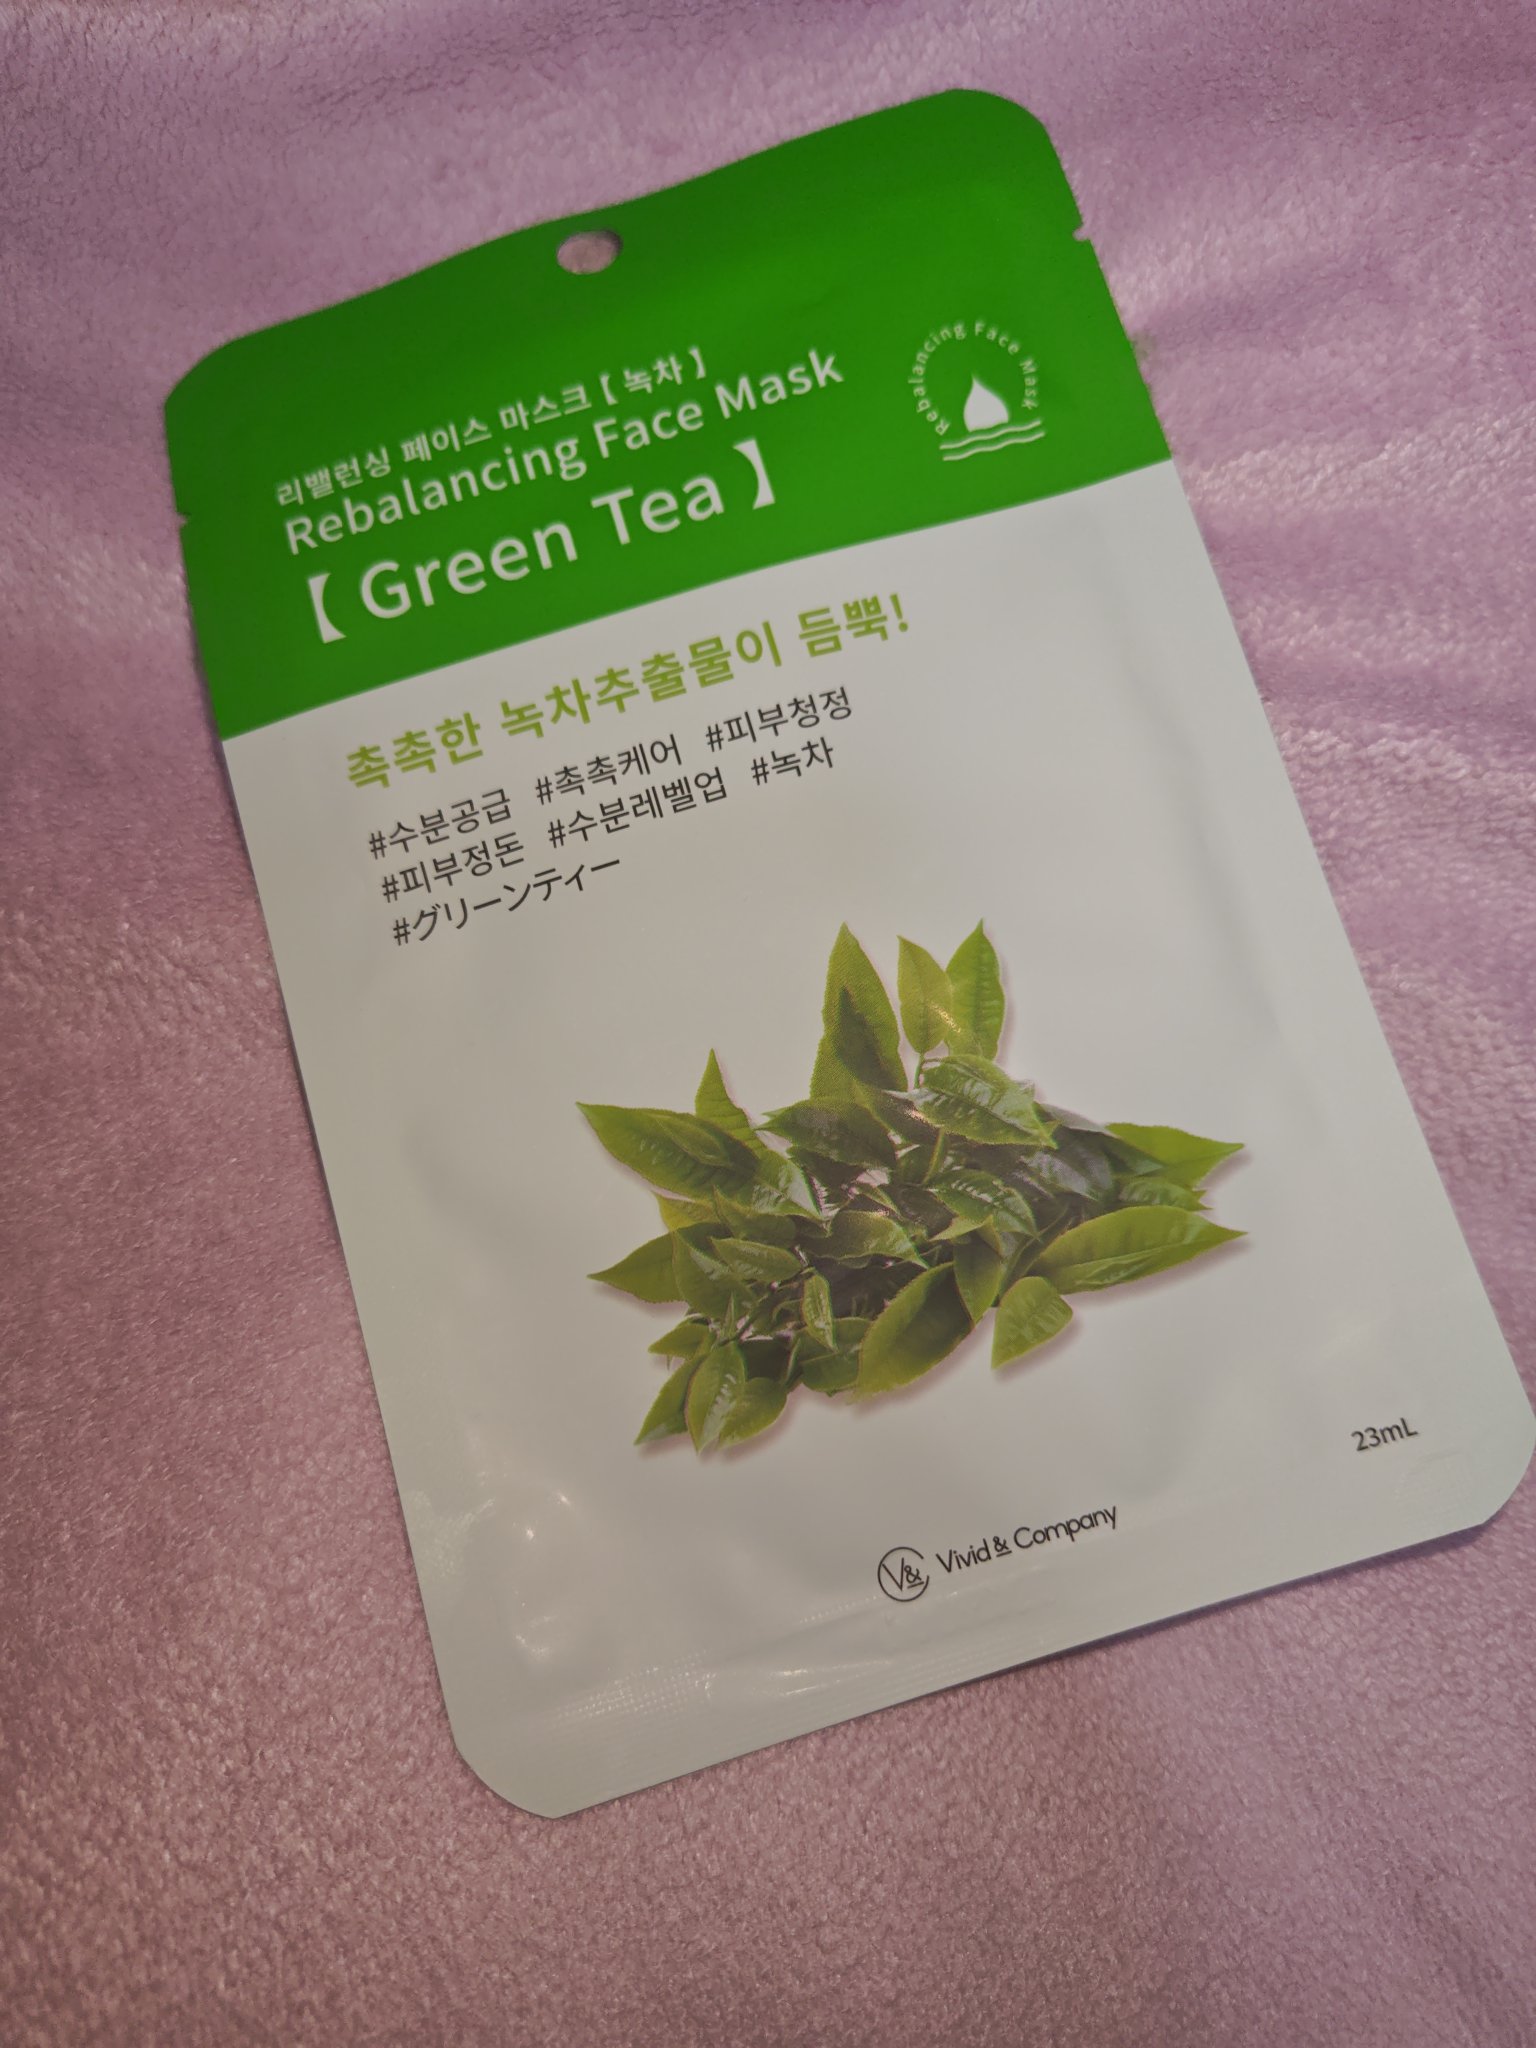 리밸런싱 페이스 마스크 【 녹차 】
Rebalancing Face Mask
【 Green Tea 】
Rebalancing Face Mask
촉촉한 녹차추출물이 듬뿍!
#수분공급 #촉촉케어 #피부청정
#피부정돈 #수분레벨업 #녹차
#グリーンティー
23mL
V& Vivid & Company